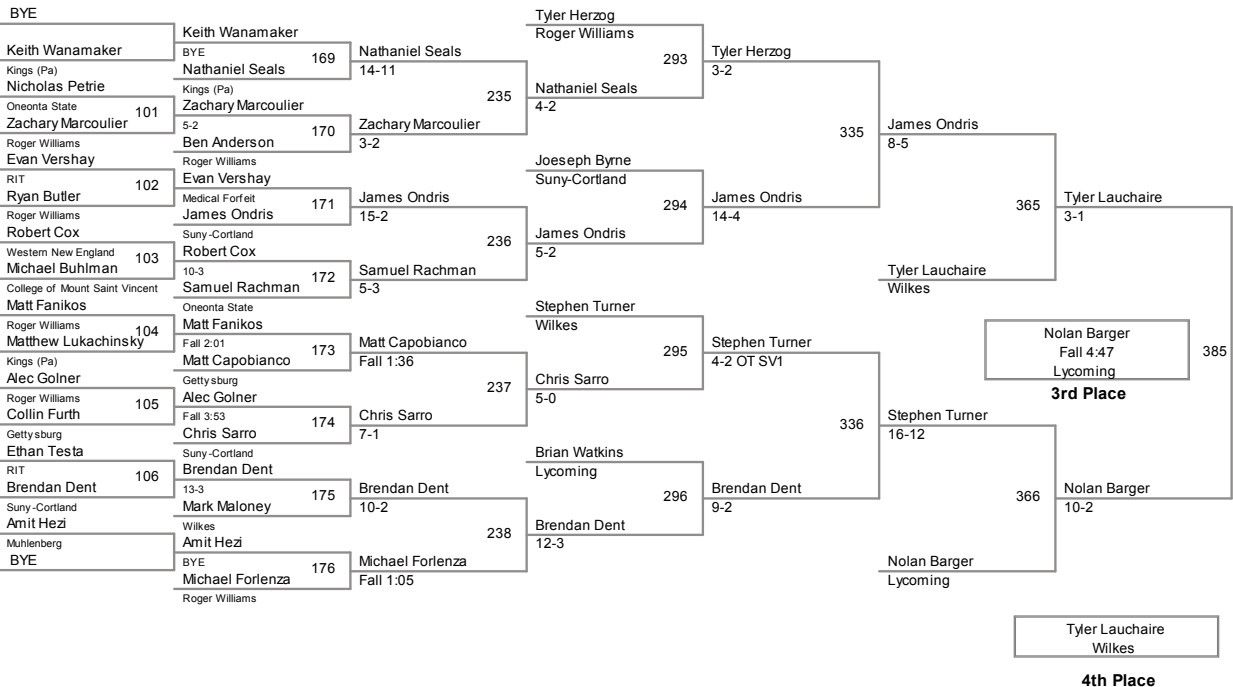 BYE
Keith Wanamaker
Kings (Pa)
Nicholas Petrie
Oneonta State
101
Zachary Marcoulier
Roger Williams
Evan Vershay
RIT
102
Ryan Butler
Roger Williams
Robert Cox
Western New England
103
Michael Buhlman
College of Mount Saint Vincent
Matt Fanikos
Roger Williams
104
Matthew Lukachinsky
Kings (Pa)
Alec Golner
Roger Williams
105
Collin Furth
Gettysburg
Ethan Testa
RIT
106
Brendan Dent
Suny-Cortland
Amit Hezi
Muhlenberg
BYE
Keith Wanamaker
BYE
169
Nathaniel Seals
Kings (Pa)
Zachary Marcoulier
5-2
170
Ben Anderson
Roger Williams
Evan Vershay
Medical Forfeit
171
James Ondris
Suny-Cortland
Robert Cox
10-3
172
Samuel Rachman
Oneonta State
Matt Fanikos
Fall 2:01
173
Matt Capobianco
Gettysburg
Alec Golner
Fall 3:53
174
Chris Sarro
Suny-Cortland
Brendan Dent
13-3
175
Mark Maloney
Wilkes
Amit Hezi
BYE
176
Michael Forlenza
Roger Williams
Nathaniel Seals
14-11
235
Zachary Marcoulier
3-2
James Ondris
15-2
236
Samuel Rachman
5-3
Matt Capobianco
Fall 1:36
237
Chris Sarro
7-1
Brendan Dent
10-2
238
Michael Forlenza
Fall 1:05
Tyler Herzog
Roger Williams
293
Nathaniel Seals
4-2
Joeseph Byrne
Suny-Cortland
294
James Ondris
5-2
Stephen Turner
Wilkes
295
Chris Sarro
5-0
Brian Watkins
Lycoming
296
Brendan Dent
12-3
Tyler Herzog
3-2
335
James Ondris
14-4
Stephen Turner
4-2 OT SV1
336
Brendan Dent
9-2
James Ondris
8-5
365
Tyler Lauchaire
Wilkes
Stephen Turner
16-12
366
Nolan Barger
Lycoming
Tyler Lauchaire
3-1
385
Nolan Barger
10-2
Nolan Barger
Fall 4:47
Lycoming
3rd Place
Tyler Lauchaire
Wilkes
4th Place